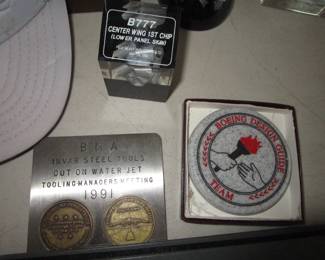 B777
CENTER WING 1ST CHIP
(LOWER PANEL SKIN)
INVAR STEEL TOOLS
CUT ON WATER JET
TOOLING MANAGERS MEETING
1991
BOEING DESIGN GUIDE
TEAM